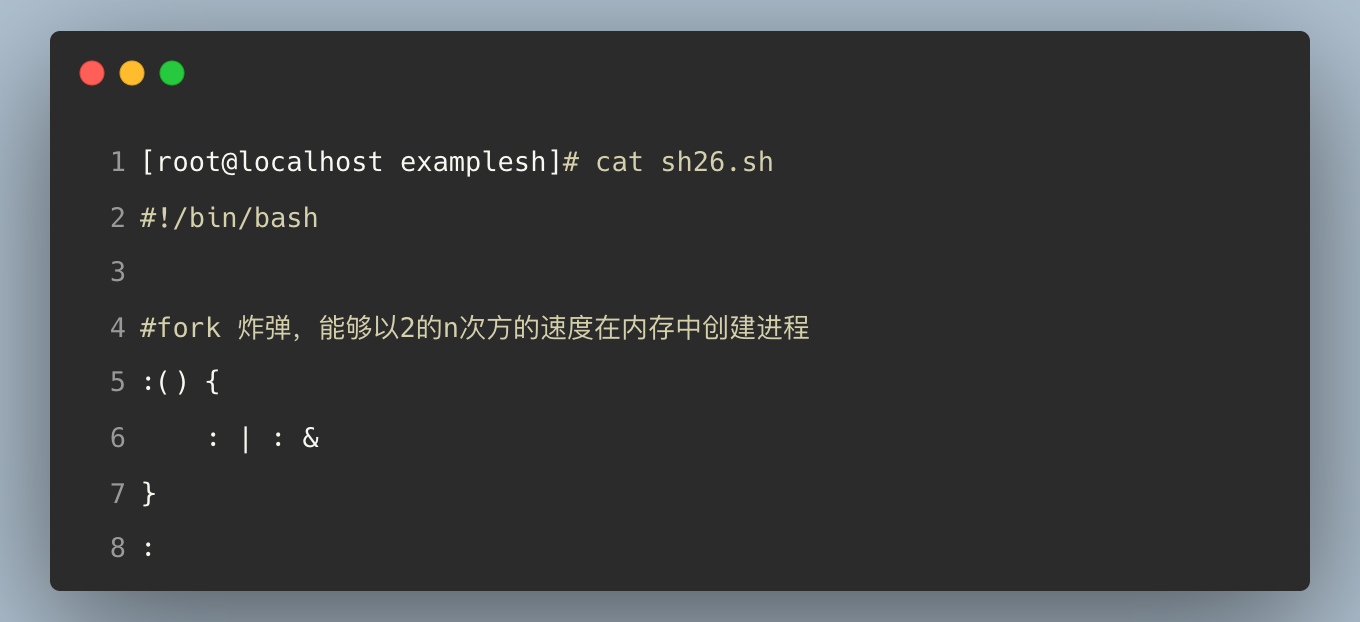 1 [root@localhost examplesh]# cat sh26.sh
2 #!/bin/bash
3
4 #fork 炸弹，能够以2的n次方的速度在内存中创建进程
5 :() {
6     : | : &
7 }
8 :